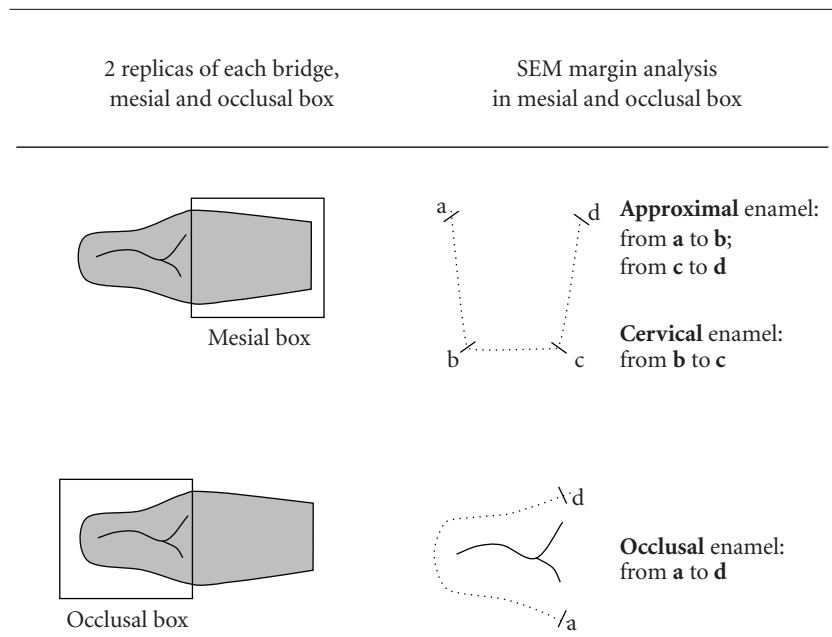 2 replicas of each bridge,
mesial and occlusal box
SEM margin analysis
in mesial and occlusal box
a
d
b
c
Mesial box
Approximal enamel:
from a to b;
from c to d
Cervical enamel:
from b to c
d
a
Occlusal box
Occlusal enamel:
from a to d